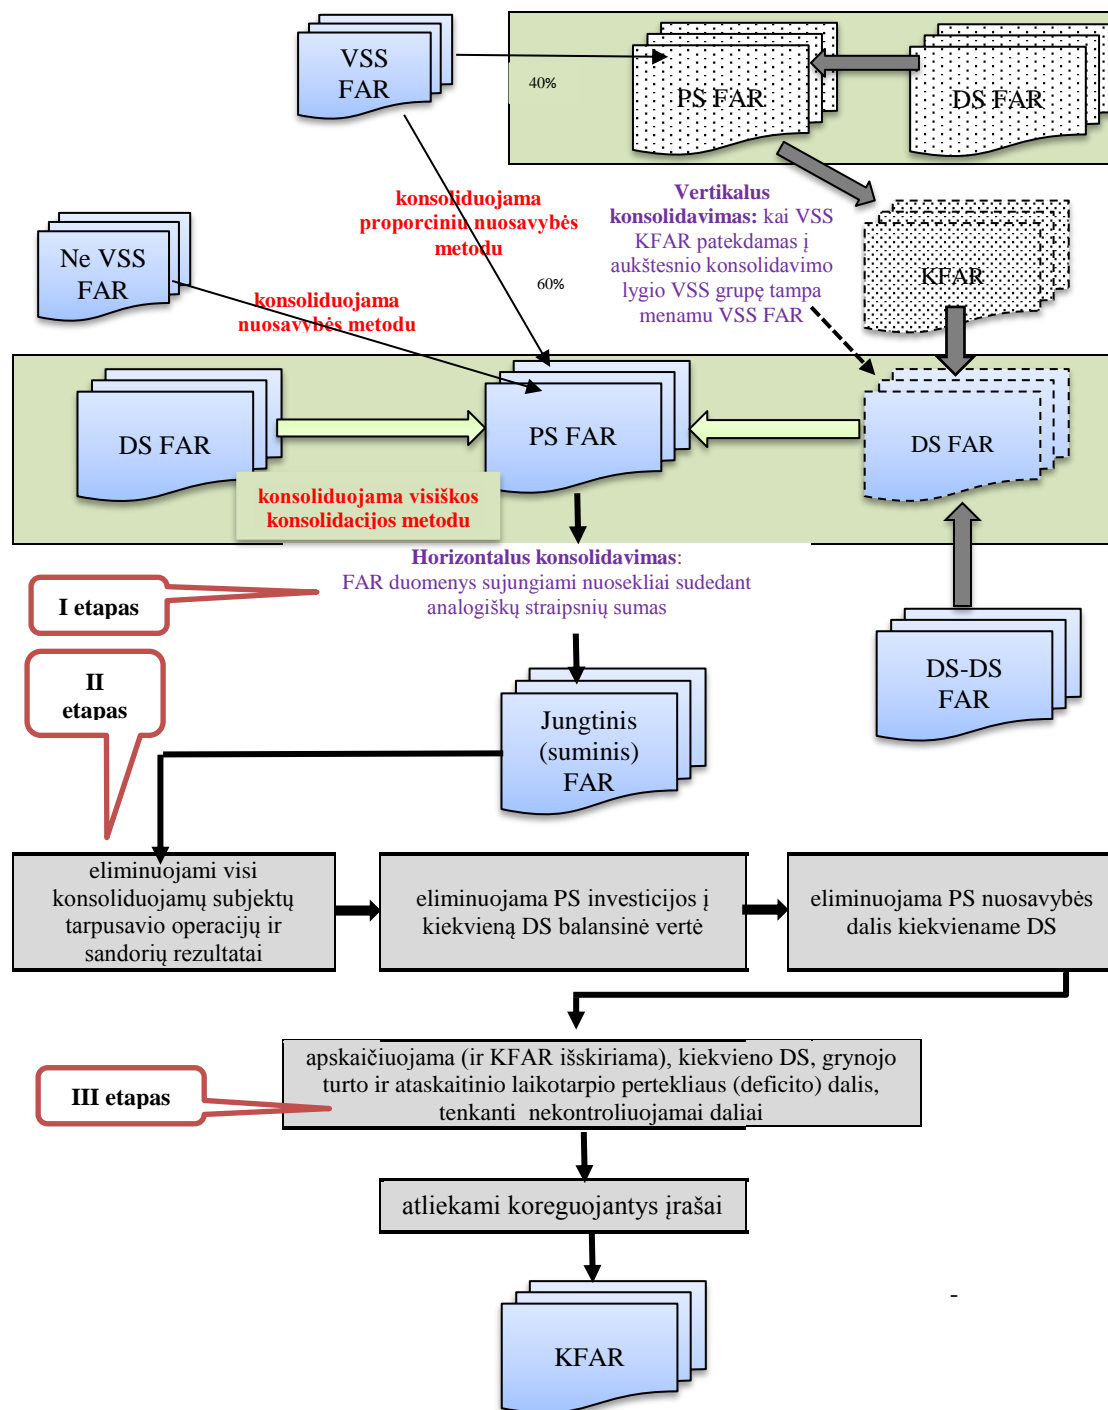 VSS
FAR
40%
PS FAR
DS FAR
konsoliduojama
proporciniu nuosavybės
metodu
60%
Vertikalus
konsolidavimas: kai VSS
KFAR patekdamas į
aukštesnio konsolidavimo
lygio VSS grupę tampa
menamu VSS FAR
KFAR
Ne VSS
FAR
konsoliduojama
nuosavybės metodu
DS FAR
PS FAR
DS FAR
konsoliduojama visiškos
konsolidacijos metodu
Horizontalus konsolidavimas:
FAR duomenys sujungiami nuosekliai sudedant
analogiškų straipsnių sumas
I etapas
II
etapas
DS-DS
FAR
Jungtinis
(suminis)
FAR
eliminuojami visi
konsoliduojamų subjektų
tarpusavio operacijų ir
sandorių rezultatai
eliminuojama PS investicijos į
kiekvieną DS balansinė vertė
eliminuojama PS nuosavybės
dalis kiekviename DS
III etapas
apskaičiuojama (ir KFAR išskiriama), kiekvieno DS, grynojo
turto ir ataskaitinio laikotarpio pertekliaus (deficito) dalis,
tenkanti nekontroliuojamai daliai
atliekami koreguojantys įrašai
-
KFAR